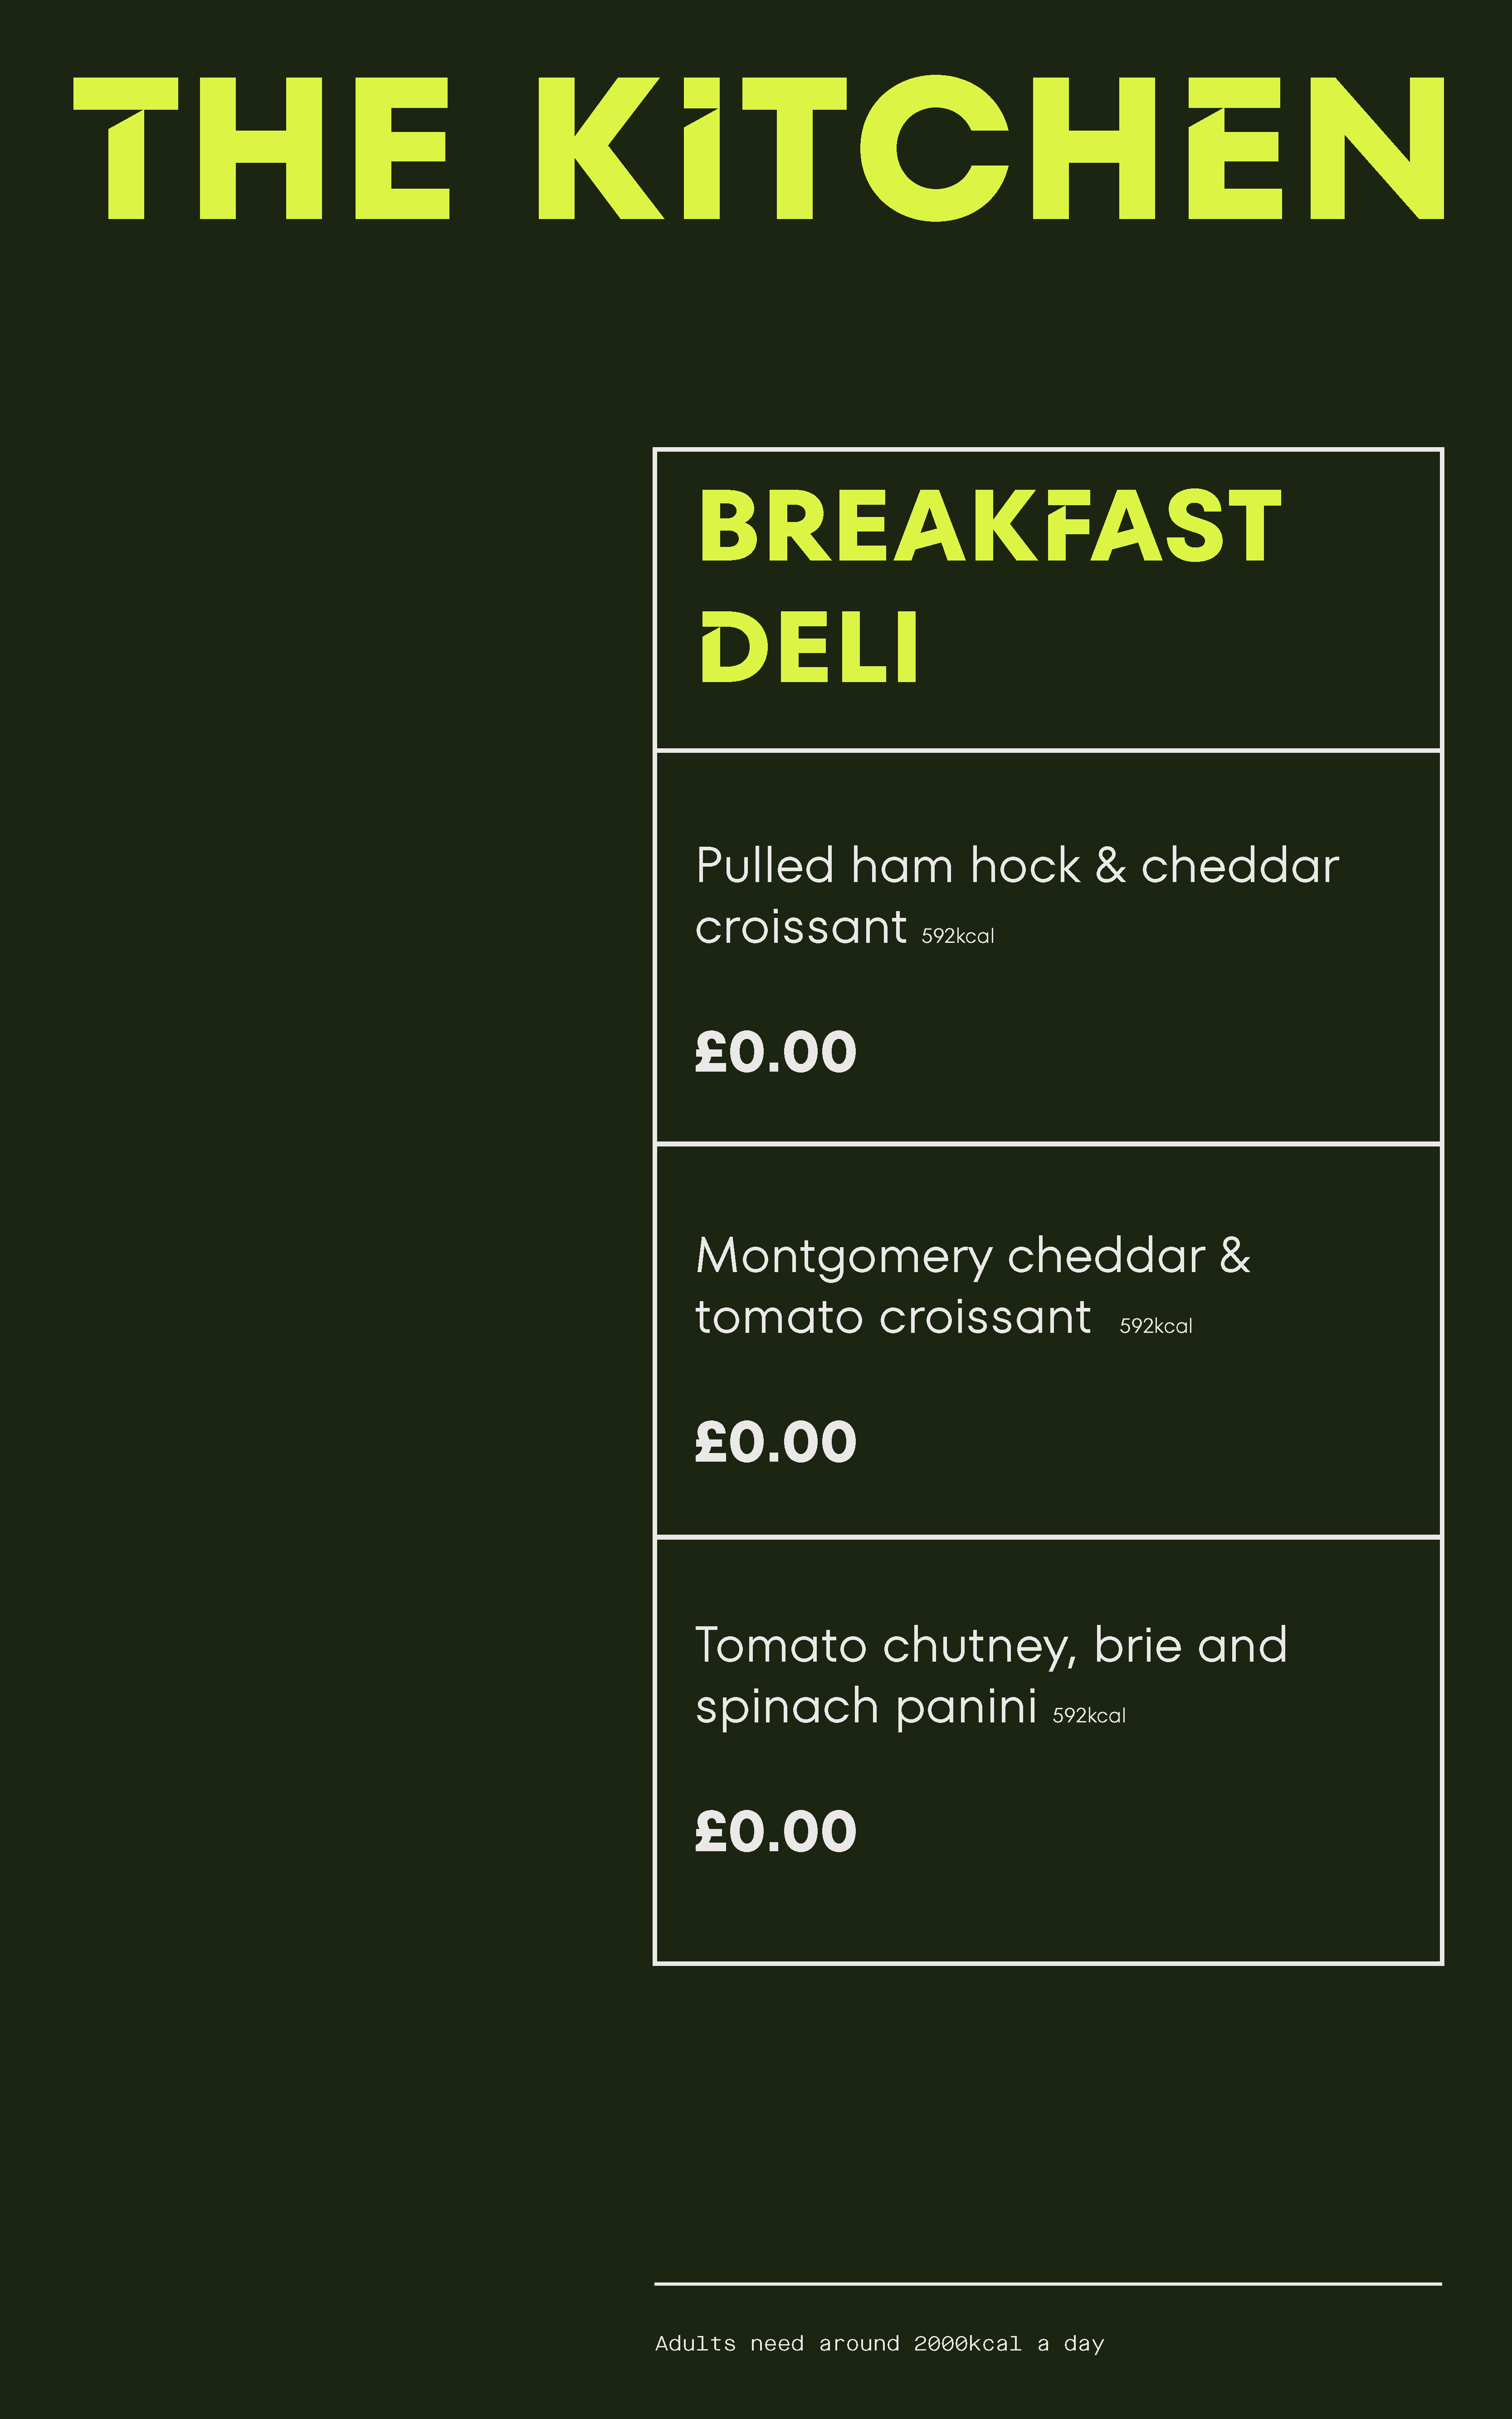 THE KiTCHEN
BREAKFAST
DELI
Pulled ham hock & cheddar
croissant 592kcal
£0.00
Montgomery cheddar &
tomato croissant 592kcal
£0.00
Tomato chutney, brie and
spinach panini 592kcal
£0.00
Adults need around 2000kcal a day